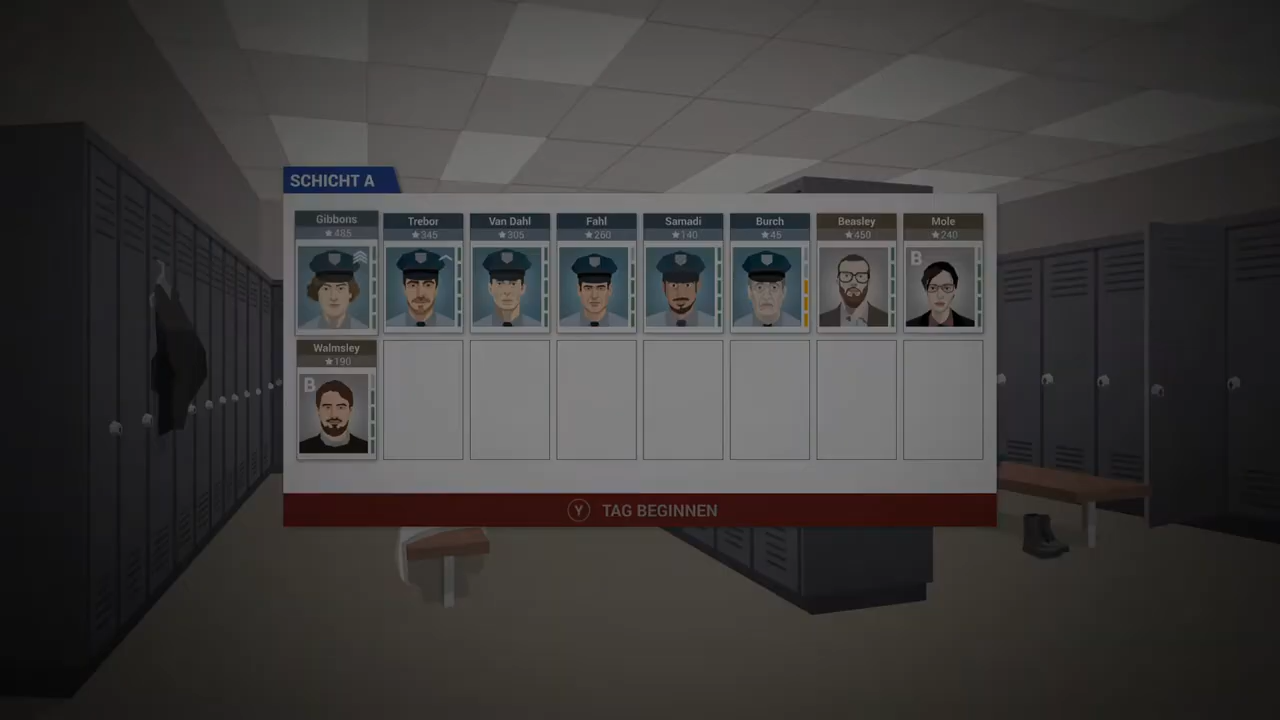 SCHICHT A
Gibbons Trebor Van Dahl Fahl Samadi Burch Beasley Mole
★485 ★345 ★305 ★260 ★140 ★45 ★450 ★240
B
Walmsley
★190
B
Y TAG BEGINNEN